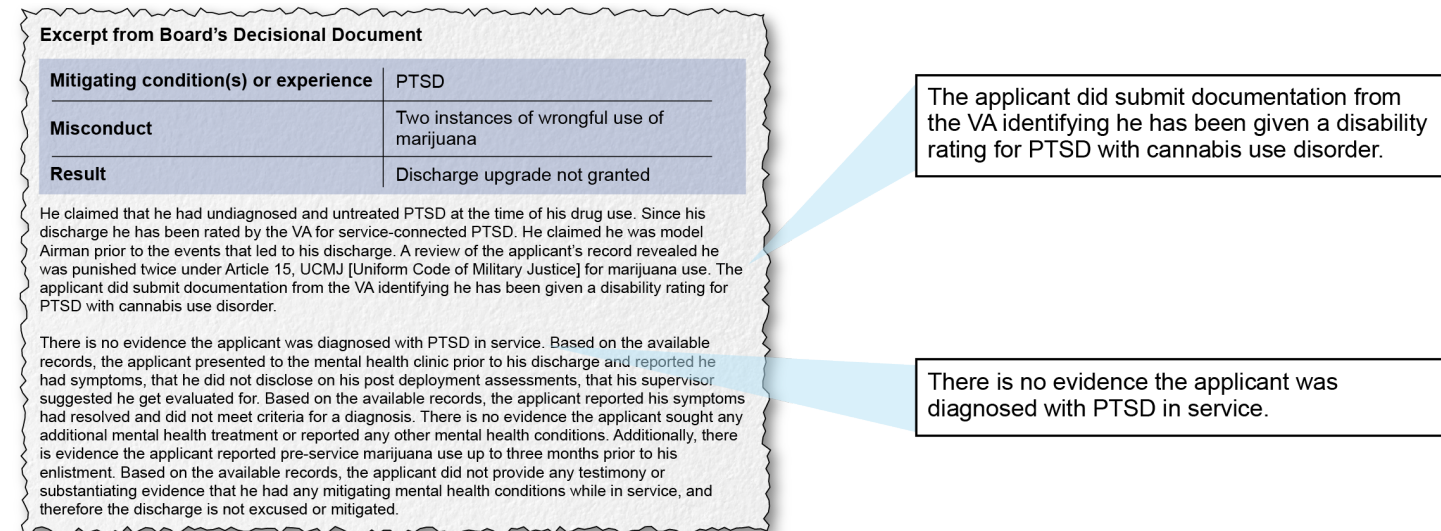 Excerpt from Board's Decisional Document
Mitigating condition(s) or experience PTSD
Misconduct Two instances of wrongful use of
marijuana
Result Discharge upgrade not granted
He claimed that he had undiagnosed and untreated PTSD at the time of his drug use. Since his
discharge he has been rated by the VA for service-connected PTSD. He claimed he was model
Airman prior to the events that led to his discharge. A review of the applicant's record revealed he
was punished twice under Article 15, UCMJ [Uniform Code of Military Justice] for marijuana use. The
applicant did submit documentation from the VA identifying he has been given a disability rating for
PTSD with cannabis use disorder.
There is no evidence the applicant was diagnosed with PTSD in service. Based on the available
records, the applicant presented to the mental health clinic prior to his discharge and reported he
had symptoms, that he did not disclose on his post deployment assessments, that his supervisor
suggested he get evaluated for. Based on the available records, the applicant reported his symptoms
had resolved and did not meet criteria for a diagnosis. There is no evidence the applicant sought any
additional mental health treatment or reported any other mental health conditions. Additionally, there
is evidence the applicant reported pre-service marijuana use up to three months prior to his
enlistment. Based on the available records, the applicant did not provide any testimony or
substantiating evidence that he had any mitigating mental health conditions while in service, and
therefore the discharge is not excused or mitigated.
The applicant did submit documentation from
the VA identifying he has been given a disability
rating for PTSD with cannabis use disorder.
There is no evidence the applicant was
diagnosed with PTSD in service.